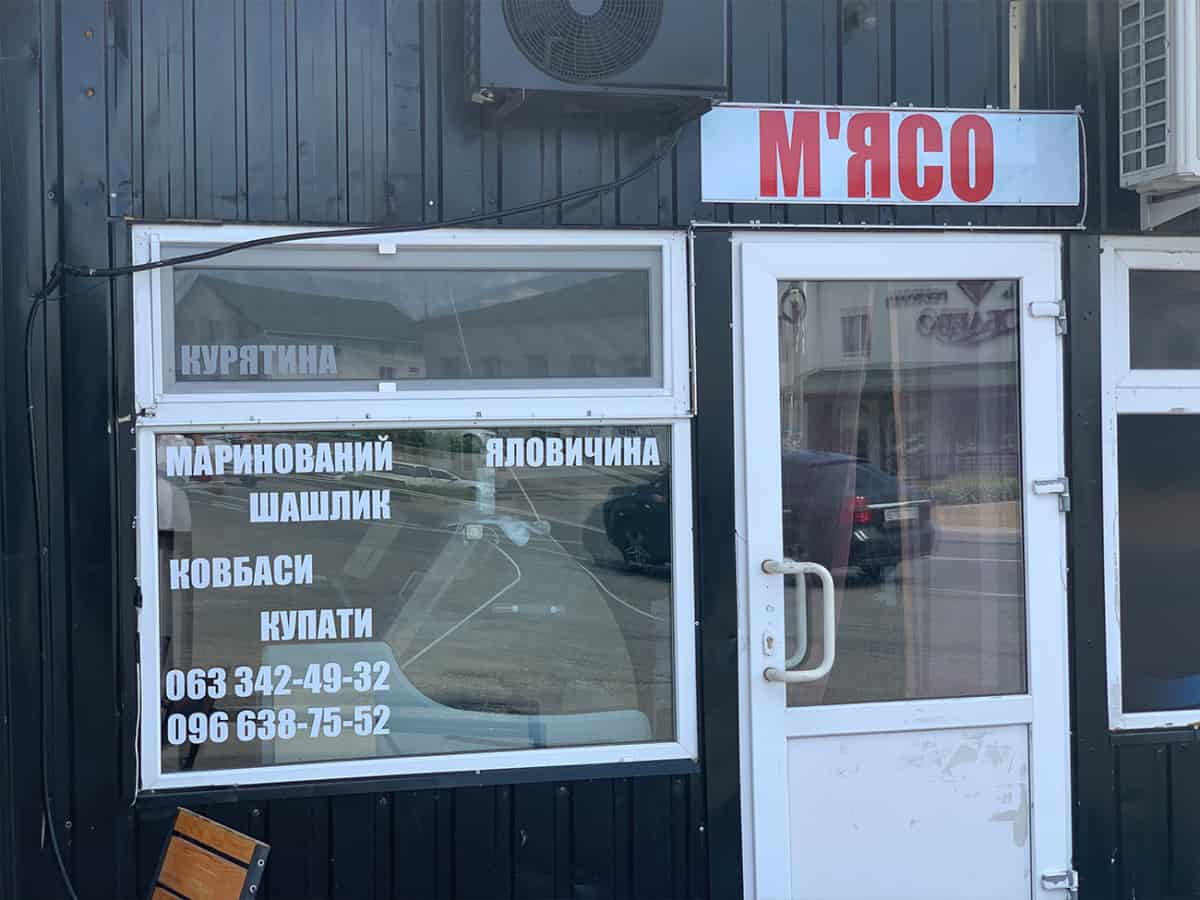 М'ЯСО
КУРЯТИНА
МАРИНОВАНИЙ ЯЛОВИЧИНА
ШАШЛИК
КОВБАСИ
КУПАТИ
063 342-49-32
096 638-75-52